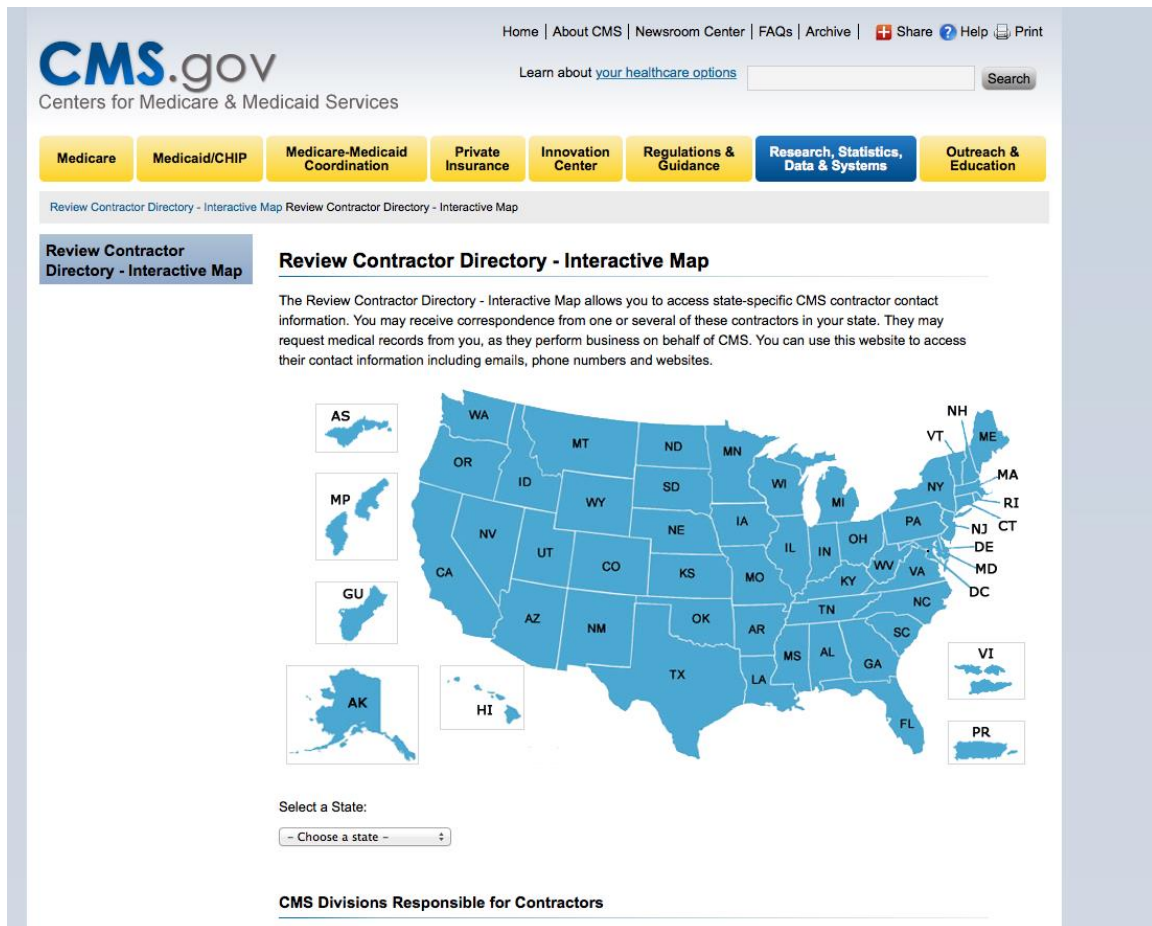 Home | About CMS | Newsroom Center | FAQs | Archive | Share Help Print
CMS.gov
Centers for Medicare & Medicaid Services
Learn about your healthcare options
Search
Medicare
Medicaid/CHIP
Medicare-Medicaid
Coordination
Private
Insurance
Innovation
Center
Regulations &
Guidance
Research, Statistics,
Data & Systems
Outreach &
Education
Review Contractor Directory - Interactive Map Review Contractor Directory - Interactive Map
Review Contractor
Directory - Interactive Map
Review Contractor Directory - Interactive Map
The Review Contractor Directory - Interactive Map allows you to access state-specific CMS contractor contact
information. You may receive correspondence from one or several of these contractors in your state. They may
request medical records from you, as they perform business on behalf of CMS. You can use this website to access
their contact information including emails, phone numbers and websites.
AS
MP
GU
AK
HI
WA
OR
CA
NV
ID
MT
WY
UT
AZ
CO
NM
ND
SD
NE
KS
OK
TX
MN
IA
MO
AR
LA
WI
IL
MI
IN
OH
KY
TN
MS
AL
GA
FL
SC
NC
VA
WV
PA
NY
VT
NH
ME
MA
RI
CT
NJ
DE
MD
DC
VI
PR
Select a State:
– Choose a state –
CMS Divisions Responsible for Contractors